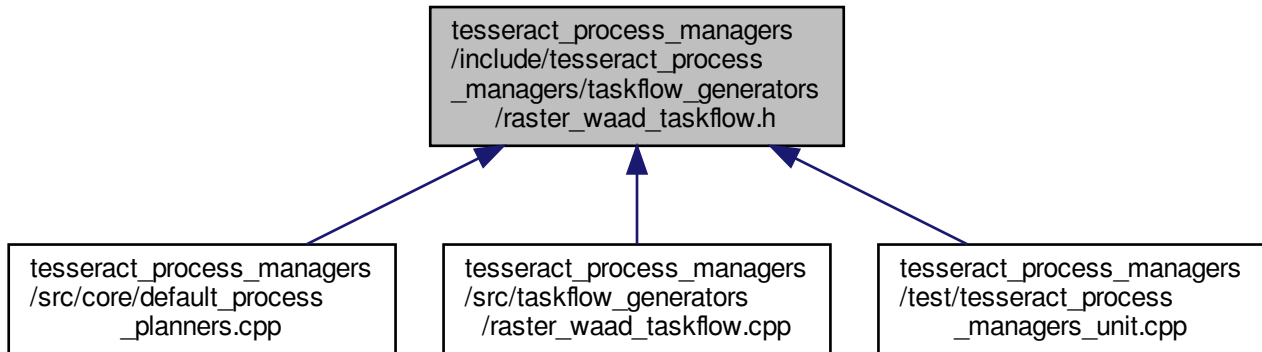 tesseract_process_managers
/include/tesseract_process
_managers/taskflow_generators
/raster_waad_taskflow.h
tesseract_process_managers
/src/core/default_process
_planners.cpp
tesseract_process_managers
/src/taskflow_generators
/raster_waad_taskflow.cpp
tesseract_process_managers
/test/tesseract_process
_managers_unit.cpp